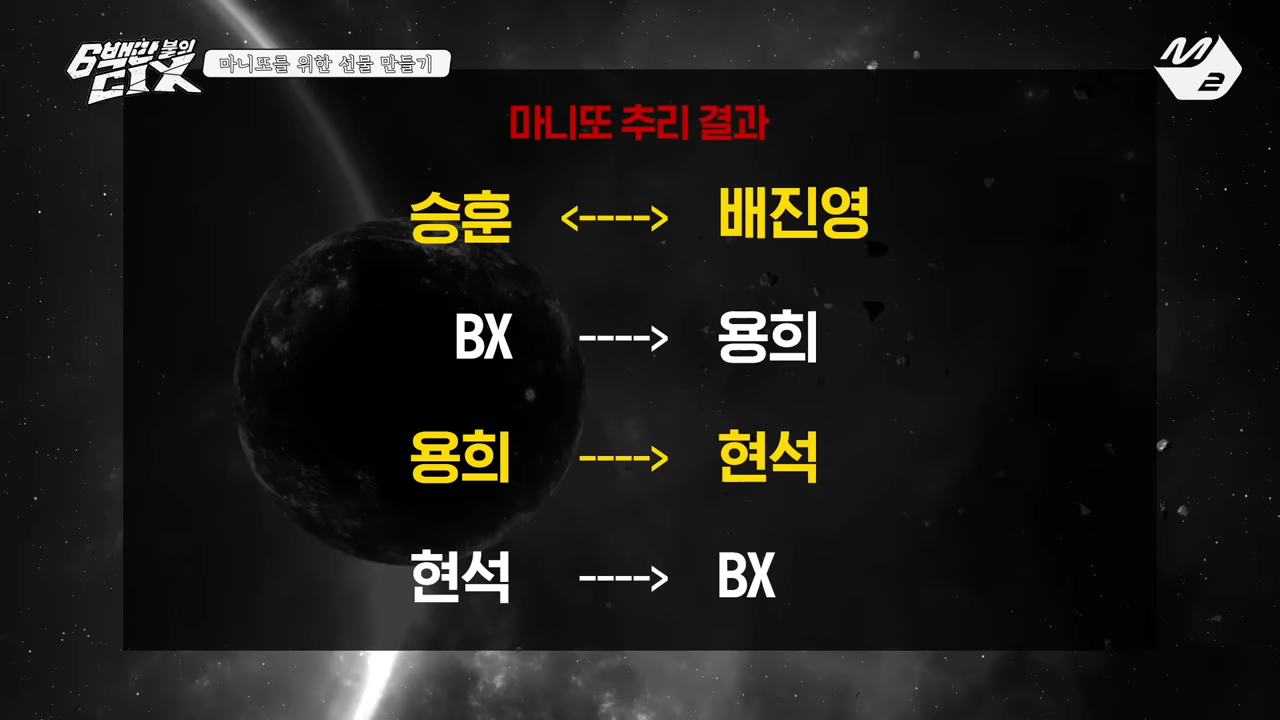 6백만 불의 CIX
마니또를 위한 선물 만들기
M2
마니또 추리 결과
승훈 <----> 배진영
BX ----> 용희
용희 ----> 현석
현석 ----> BX